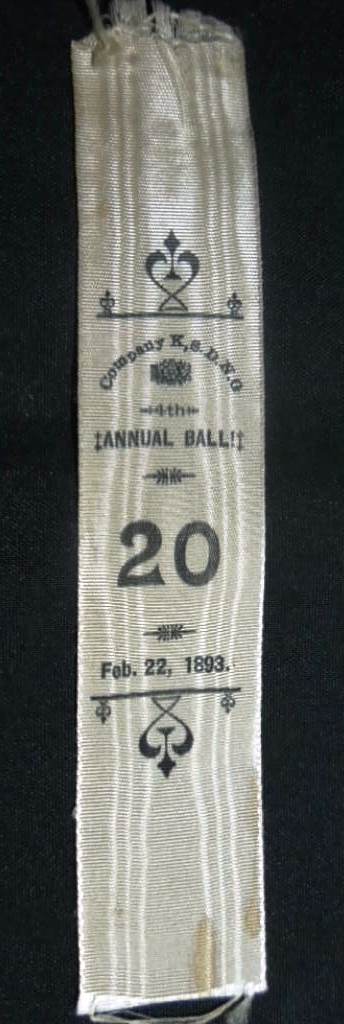 Company K, S.D.N.G
4th
ANNUAL BALL!
20
Feb. 22, 1893.